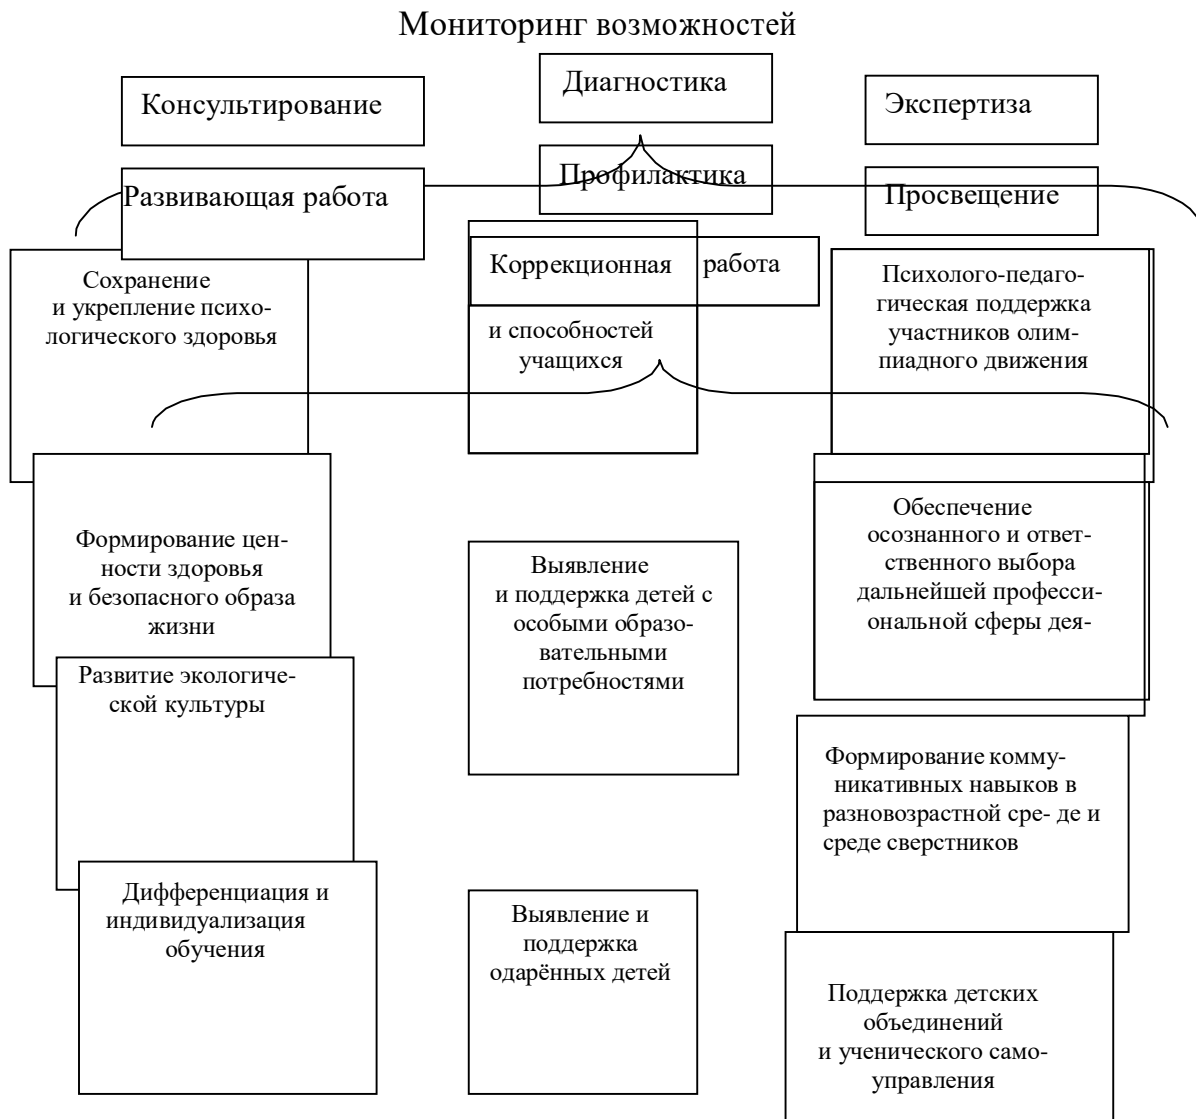 Мониторинг возможностей
Консультирование
Диагностика
Экспертиза
Развивающая работа
Профилактика
Просвещение
Коррекционная работа
Сохранение
и укрепление психо-
логического здоровья
и способностей
учащихся
Психолого-педаго-
гическая поддержка
участников олим-
пиадного движения
Формирование цен-
ности здоровья
и безопасного образа
жизни
Выявление
и поддержка детей с
особыми образо-
вательными
потребностями
Обеспечение
осознанного и ответ-
ственного выбора
дальнейшей професси-
ональной сферы дея-
Развитие экологиче-
ской культуры
Формирование комму-
никативных навыков в
разновозрастной сре- де и
среде сверстников
Дифференциация и
индивидуализация
обучения
Выявление и
поддержка
одарённых детей
Поддержка детских
объединений
и ученического само-
управления